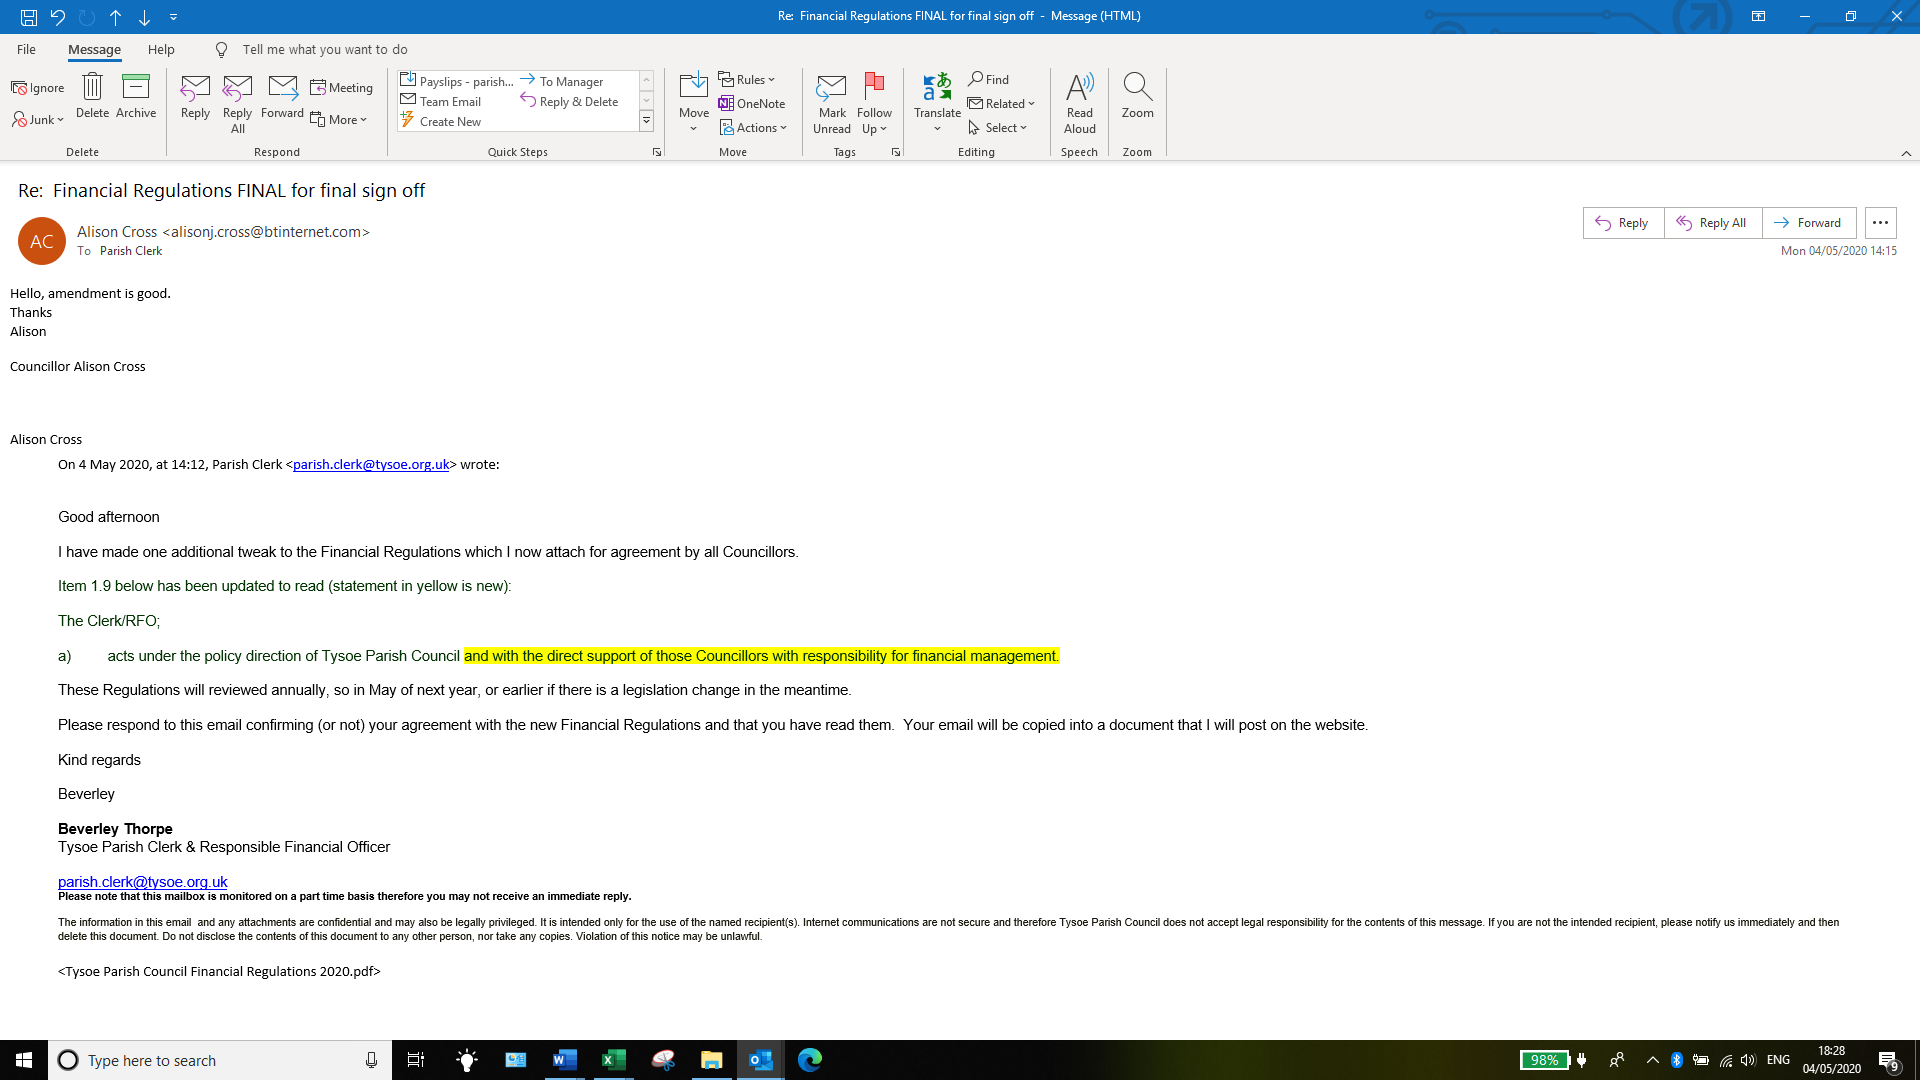 Re:  Financial Regulations FINAL for final sign off  -  Message (HTML)
File Message Help Tell me what you want to do
Ignore
Junk
Delete
Archive
Delete
Reply
Reply All
Forward
Meeting
More
Respond
Payslips - parish...
Team Email
Create New
To Manager
Reply & Delete
Quick Steps
Move
Rules
OneNote
Actions
Move
Mark Unread
Follow Up
Tags
Translate
Find
Related
Select
Editing
Read Aloud
Speech
Zoom
Zoom
Re:  Financial Regulations FINAL for final sign off
AC
Alison Cross <alisonj.cross@btinternet.com>
To Parish Clerk
Reply Reply All Forward
Mon 04/05/2020 14:15
Hello, amendment is good.
Thanks
Alison
Councillor Alison Cross
Alison Cross
On 4 May 2020, at 14:12, Parish Clerk <parish.clerk@tysoe.org.uk> wrote:
Good afternoon
I have made one additional tweak to the Financial Regulations which I now attach for agreement by all Councillors.
Item 1.9 below has been updated to read (statement in yellow is new):
The Clerk/RFO;
a) acts under the policy direction of Tysoe Parish Council and with the direct support of those Councillors with responsibility for financial management.
These Regulations will reviewed annually, so in May of next year, or earlier if there is a legislation change in the meantime.
Please respond to this email confirming (or not) your agreement with the new Financial Regulations and that you have read them.  Your email will be copied into a document that I will post on the website.
Kind regards
Beverley
Beverley Thorpe
Tysoe Parish Clerk & Responsible Financial Officer
parish.clerk@tysoe.org.uk
Please note that this mailbox is monitored on a part time basis therefore you may not receive an immediate reply.
The information in this email  and any attachments are confidential and may also be legally privileged. It is intended only for the use of the named recipient(s). Internet communications are not secure and therefore Tysoe Parish Council does not accept legal responsibility for the contents of this message. If you are not the intended recipient, please notify us immediately and then
delete this document. Do not disclose the contents of this document to any other person, nor take any copies. Violation of this notice may be unlawful.
<Tysoe Parish Council Financial Regulations 2020.pdf>
Type here to search
98%
ENG
18:28
04/05/2020
9